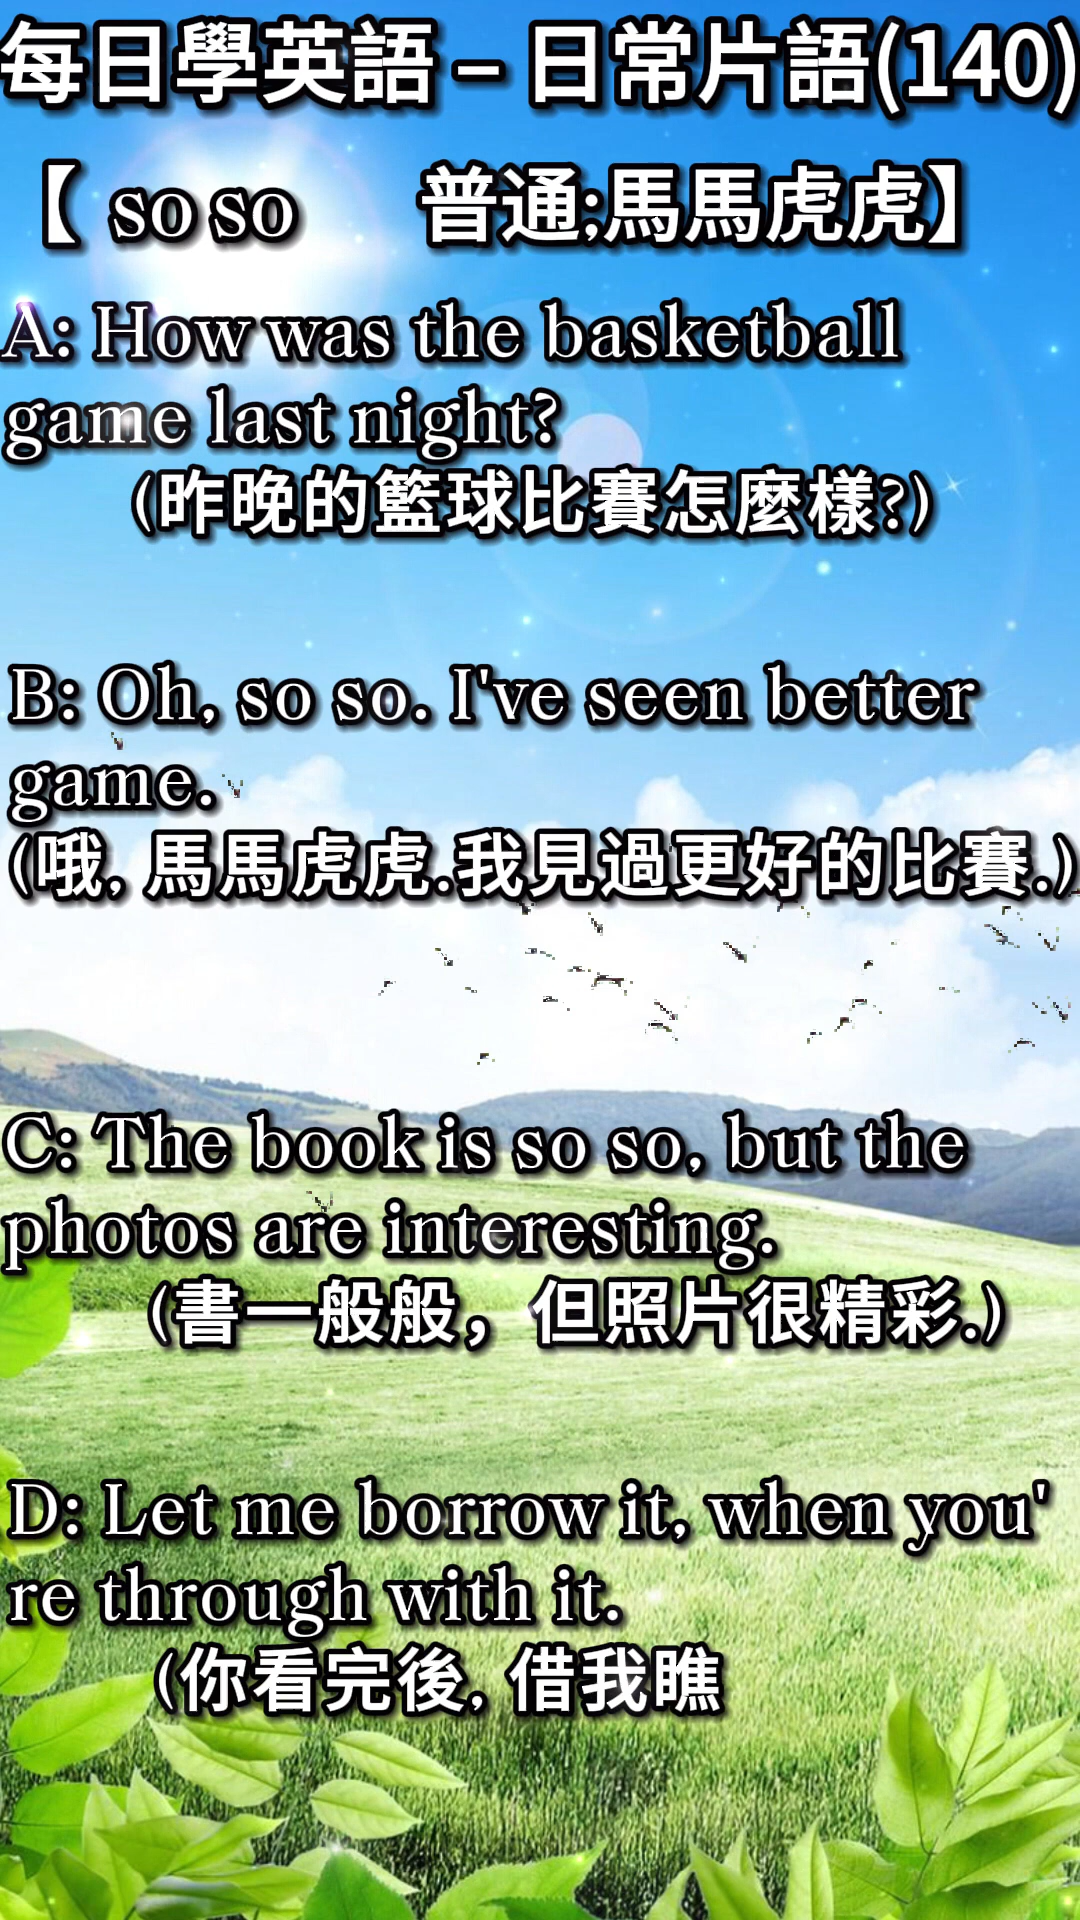 每日學英語 – 日常片語(140)
【 so so 普通;馬馬虎虎】
A: How was the basketball
game last night?
(昨晚的籃球比賽怎麼樣?)
B: Oh, so so. I've seen better
game.
(哦, 馬馬虎虎.我見過更好的比賽.)
C: The book is so so, but the
photos are interesting.
(書一般般，但照片很精彩.)
D: Let me borrow it, when you'
re through with it.
(你看完後, 借我瞧